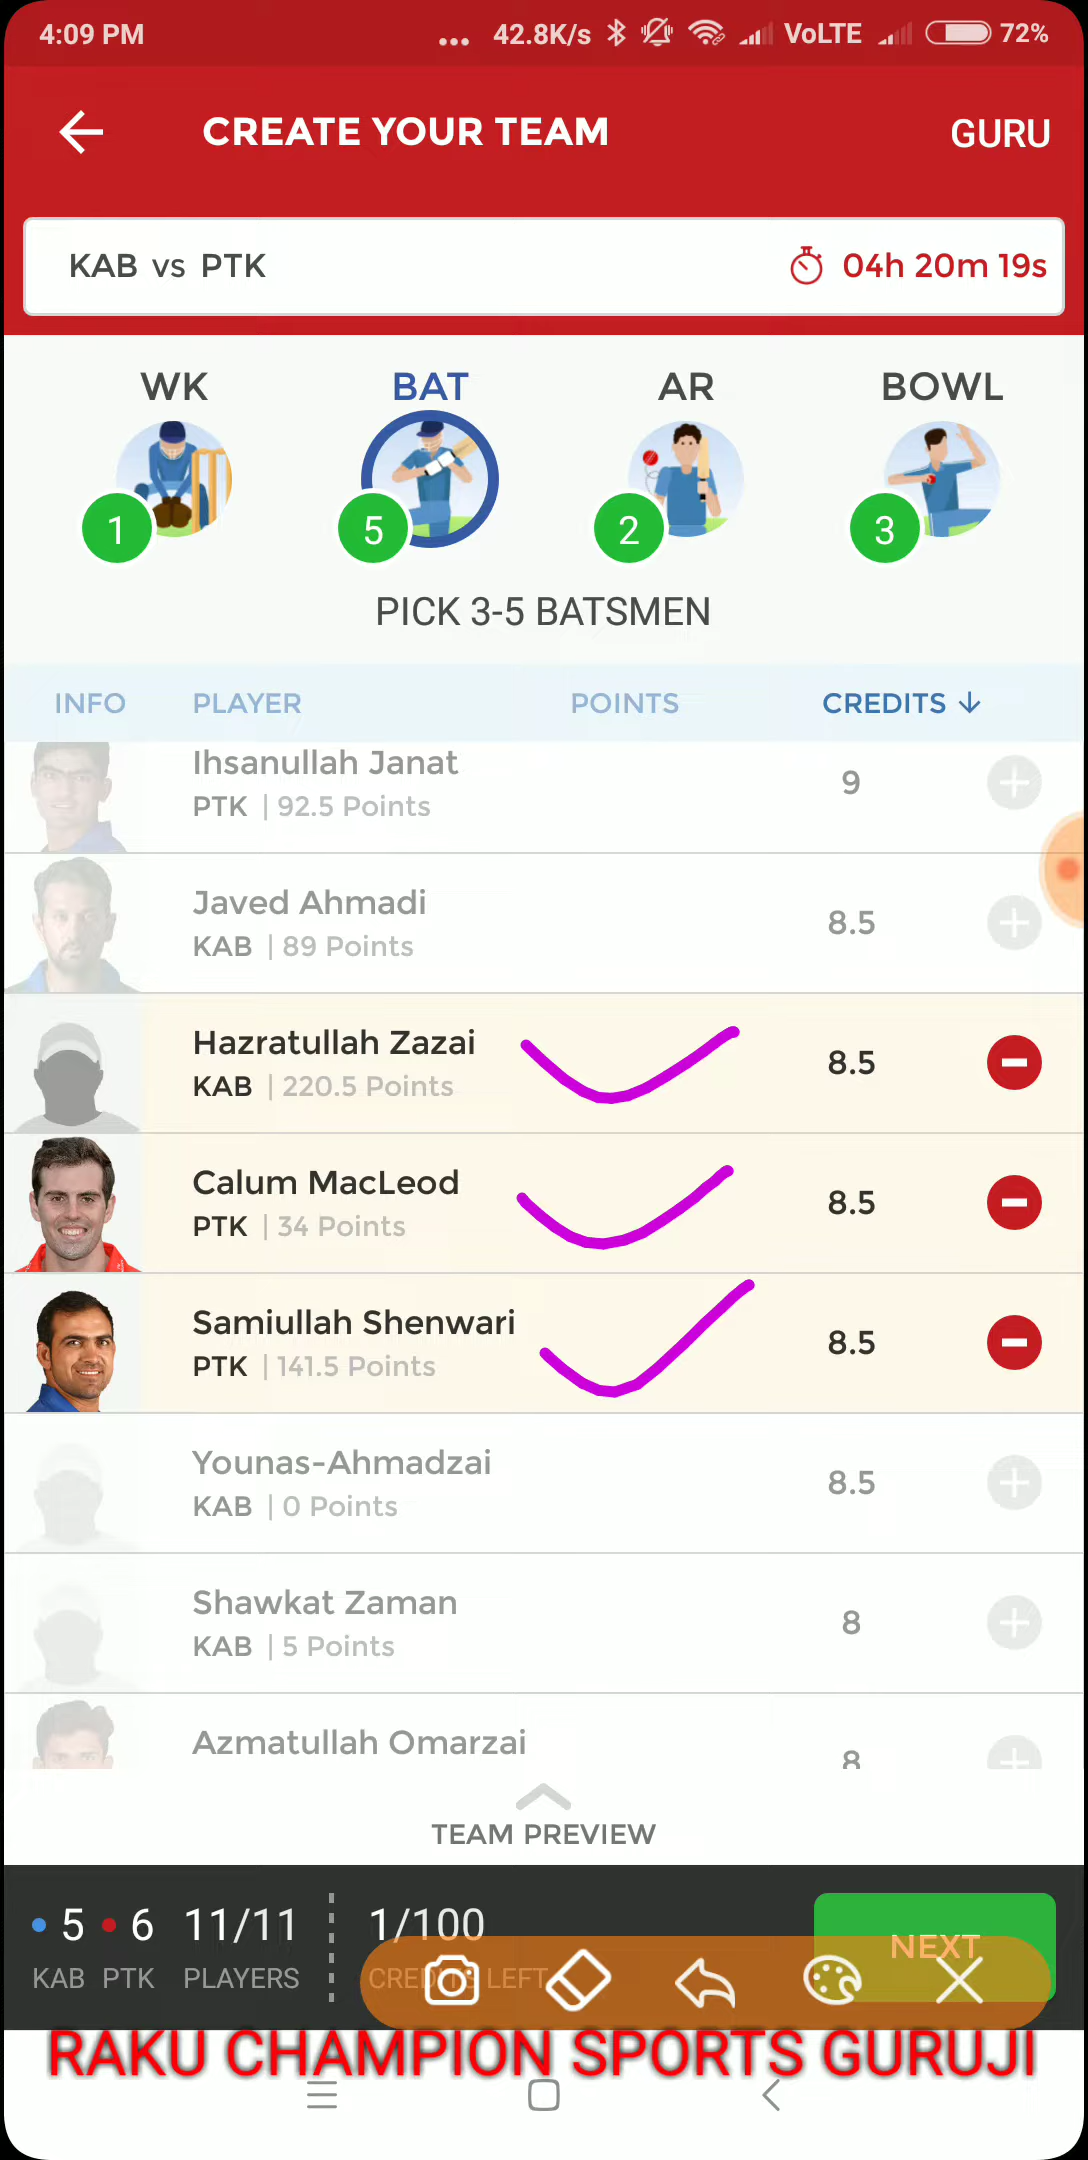 4:09 PM ... 42.8K/s VoLTE 72%
CREATE YOUR TEAM GURU
KAB vs PTK 04h 20m 19s
WK BAT AR BOWL
1 5 2 3
PICK 3-5 BATSMEN
INFO PLAYER POINTS CREDITS ↓
Ihsanullah Janat
PTK | 92.5 Points 9
Javed Ahmadi
KAB | 89 Points 8.5
Hazratullah Zazai
KAB | 220.5 Points 8.5
Calum MacLeod
PTK | 34 Points 8.5
Samiullah Shenwari
PTK | 141.5 Points 8.5
Younas-Ahmadzai
KAB | 0 Points 8.5
Shawkat Zaman
KAB | 5 Points 8
Azmatullah Omarzai
8
TEAM PREVIEW
5 6 11/11 1/100
NEXT
KAB PTK PLAYERS CREDITS LEFT
RAKU CHAMPION SPORTS GURUJI